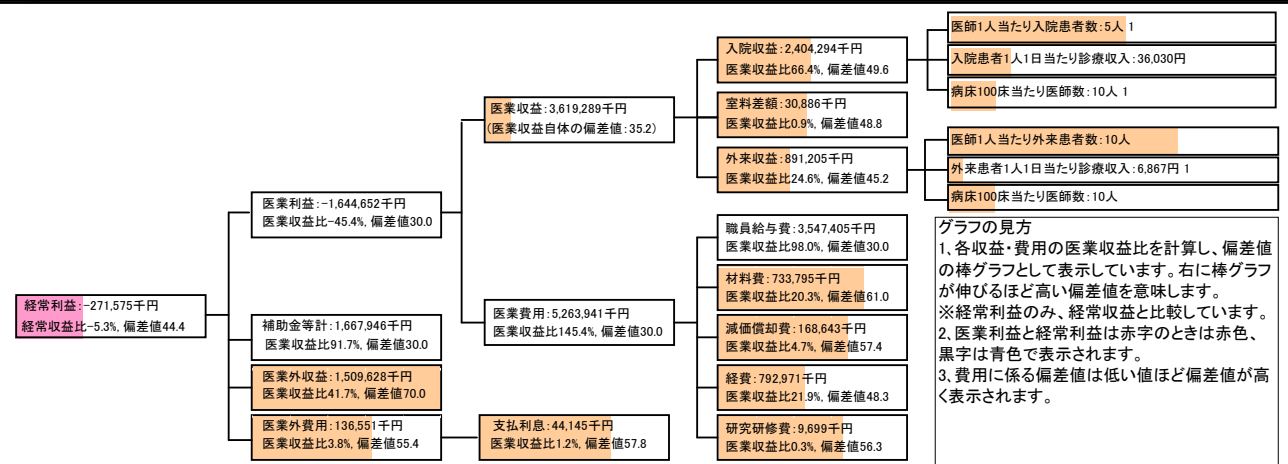 経常利益：-271,575千円
経常収益比-5.3%, 偏差値44.4
医業利益：-1,644,652千円
医業収益比-45.4%, 偏差値30.0
補助金等計：1,667,946千円
医業収益比91.7%, 偏差値30.0
医業外収益：1,509,628千円
医業収益比41.7%, 偏差値70.0
医業外費用：136,551千円
医業収益比3.8%, 偏差値55.4
医業収益：3,619,289千円
(医業収益自体の偏差値：35.2)
医業費用：5,263,941千円
医業収益比145.4%, 偏差値30.0
支払利息：44,145千円
医業収益比1.2%, 偏差値57.8
入院収益：2,404,294千円
医業収益比66.4%, 偏差値49.6
室料差額：30,886千円
医業収益比0.9%, 偏差値48.8
外来収益：891,205千円
医業収益比24.6%, 偏差値45.2
職員給与費：3,547,405千円
医業収益比98.0%, 偏差値30.0
材料費：733,795千円
医業収益比20.3%, 偏差値61.0
減価償却費：168,643千円
医業収益比4.7%, 偏差値57.4
経費：792,971千円
医業収益比21.9%, 偏差値48.3
研究研修費：9,699千円
医業収益比0.3%, 偏差値56.3
医師1人当たり入院患者数：5人 1
入院患者1人1日当たり診療収入：36,030円
病床100床当たり医師数：10人 1
医師1人当たり外来患者数：10人
外来患者1人1日当たり診療収入：6,867円 1
病床100床当たり医師数：10人
グラフの見方
1、各収益・費用の医業収益比を計算し、偏差値
の棒グラフとして表示しています。右に棒グラフ
が伸びるほど高い偏差値を意味します。
※経常利益のみ、経常収益と比較しています。
2、医業利益と経常利益は赤字のときは赤色、
黒字は青色で表示されます。
3、費用に係る偏差値は低い値ほど偏差値が高
く表示されます。